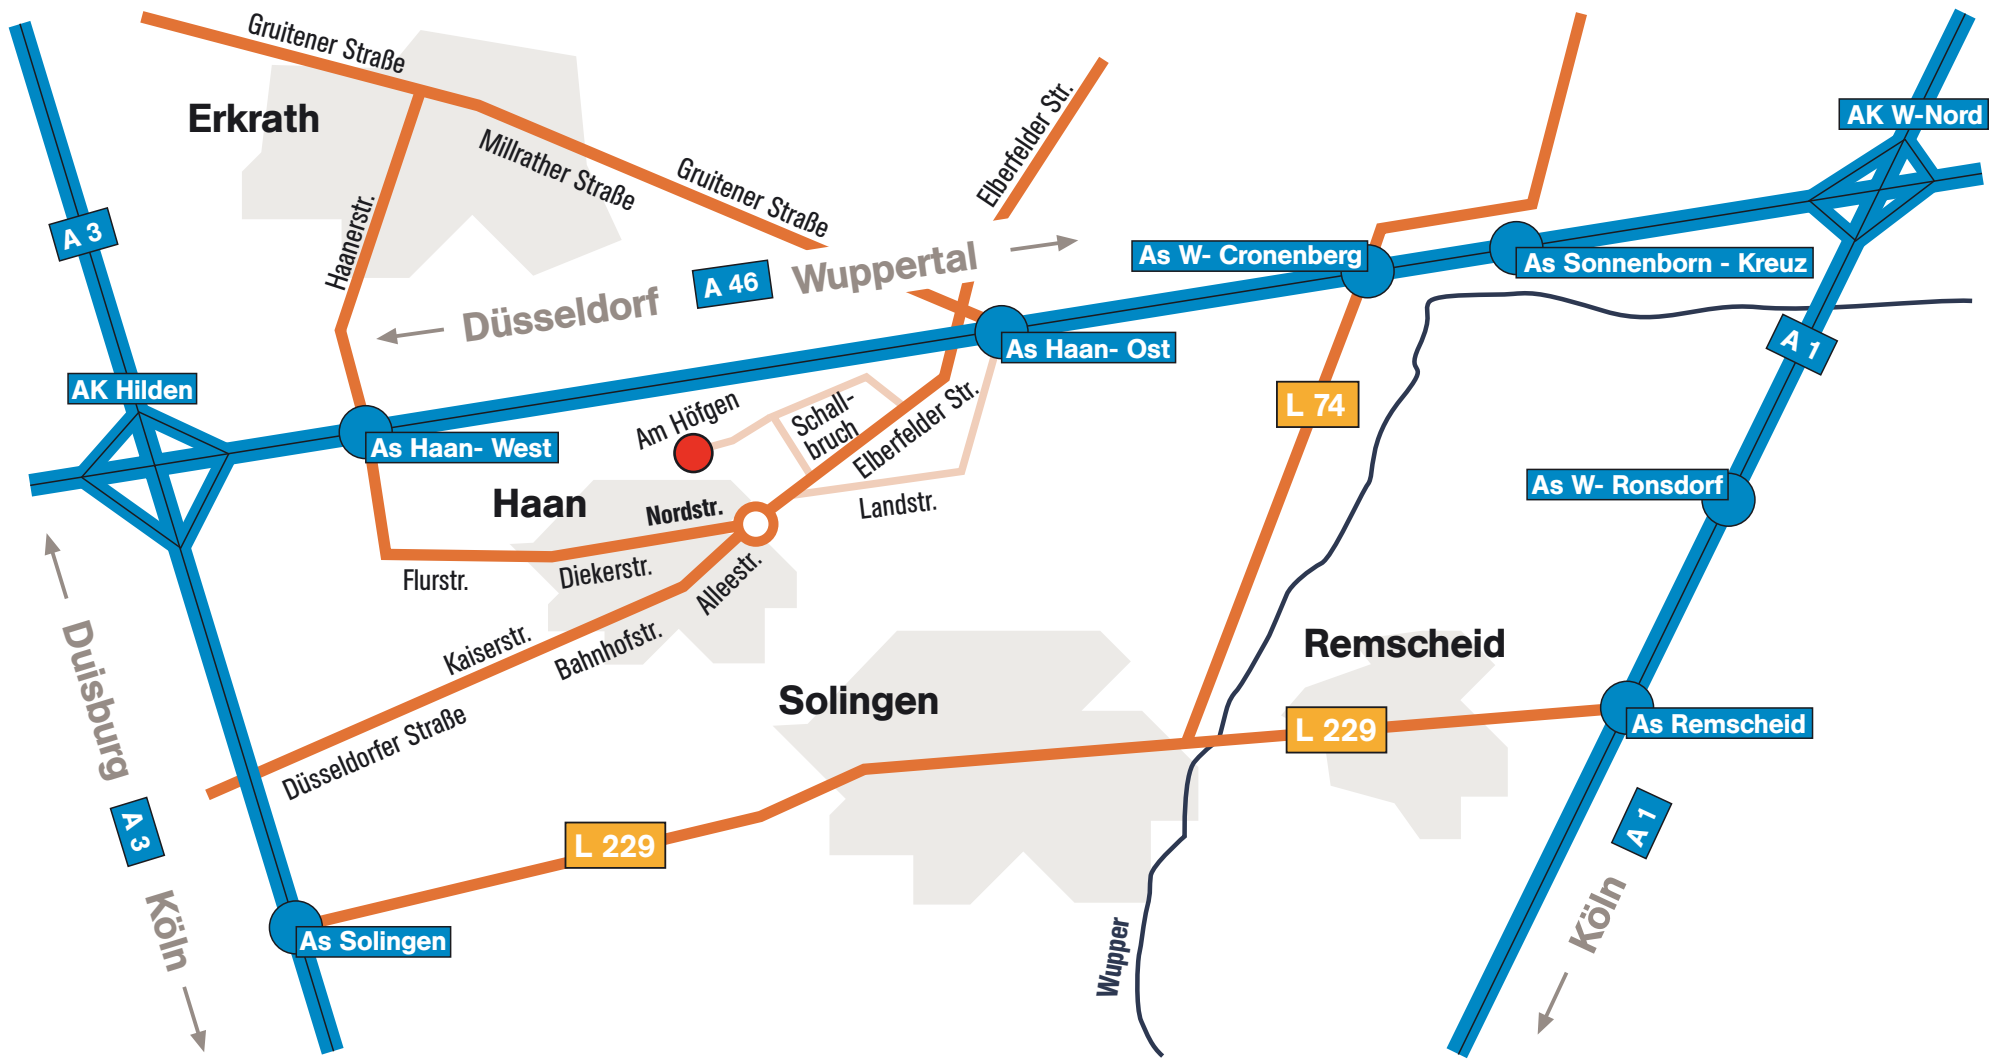 Gruitener Straße
Erkrath
Millrather Straße
Gruitener Straße
Elberfelder Str.
AK W-Nord
A 3
Haanerstr.
Düsseldorf
A 46
Wuppertal
As W- Cronenberg
As Sonnenborn - Kreuz
A 1
As Haan- Ost
AK Hilden
L 74
As Haan- West
Am Höfgen
Schall-
bruch
Elberfelder Str.
Haan
Nordstr.
Landstr.
As W- Ronsdorf
Flurstr.
Diekerstr.
Alleestr.
Kaiserstr.
Bahnhofstr.
Düsseldorfer Straße
Duisburg
A 3
Köln
Solingen
Remscheid
L 229
As Remscheid
L 229
As Solingen
Wupper
A 1
Köln